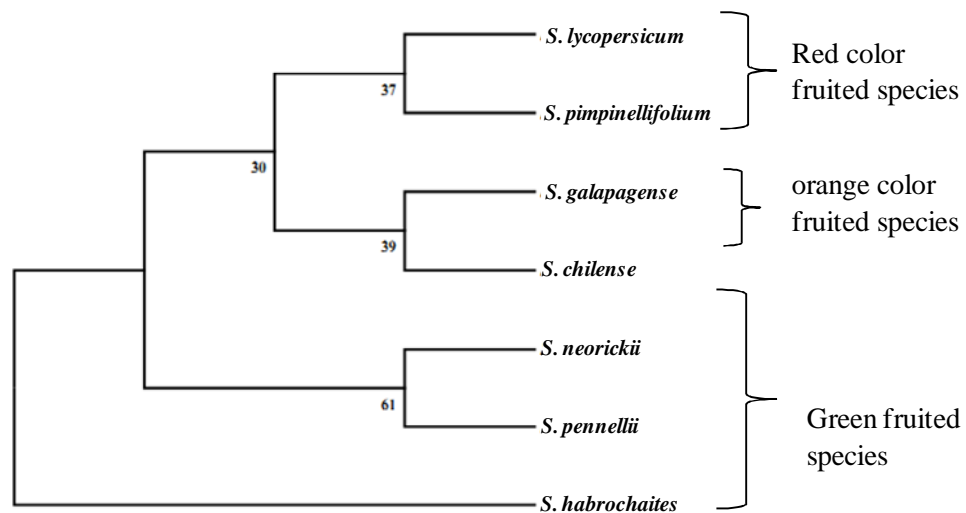 S. lycopersicum
Red color
fruited species
37
S. pimpinellifolium
30
S. galapagense
orange color
fruited species
39
S. chilense
S. neorickii
61
Green fruited
species
S. pennellii
S. habrochaites